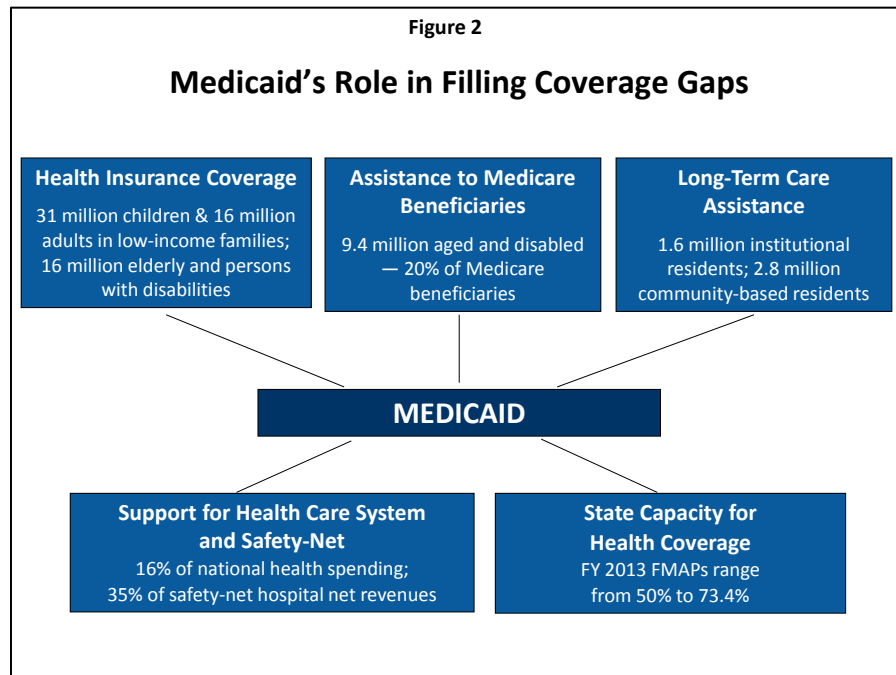 Figure 2
Medicaid’s Role in Filling Coverage Gaps
Health Insurance Coverage
31 million children & 16 million
adults in low-income families;
16 million elderly and persons
with disabilities
Assistance to Medicare
Beneficiaries
9.4 million aged and disabled
— 20% of Medicare
beneficiaries
Long-Term Care
Assistance
1.6 million institutional
residents; 2.8 million
community-based residents
MEDICAID
Support for Health Care System
and Safety-Net
16% of national health spending;
35% of safety-net hospital net revenues
State Capacity for
Health Coverage
FY 2013 FMAPs range
from 50% to 73.4%